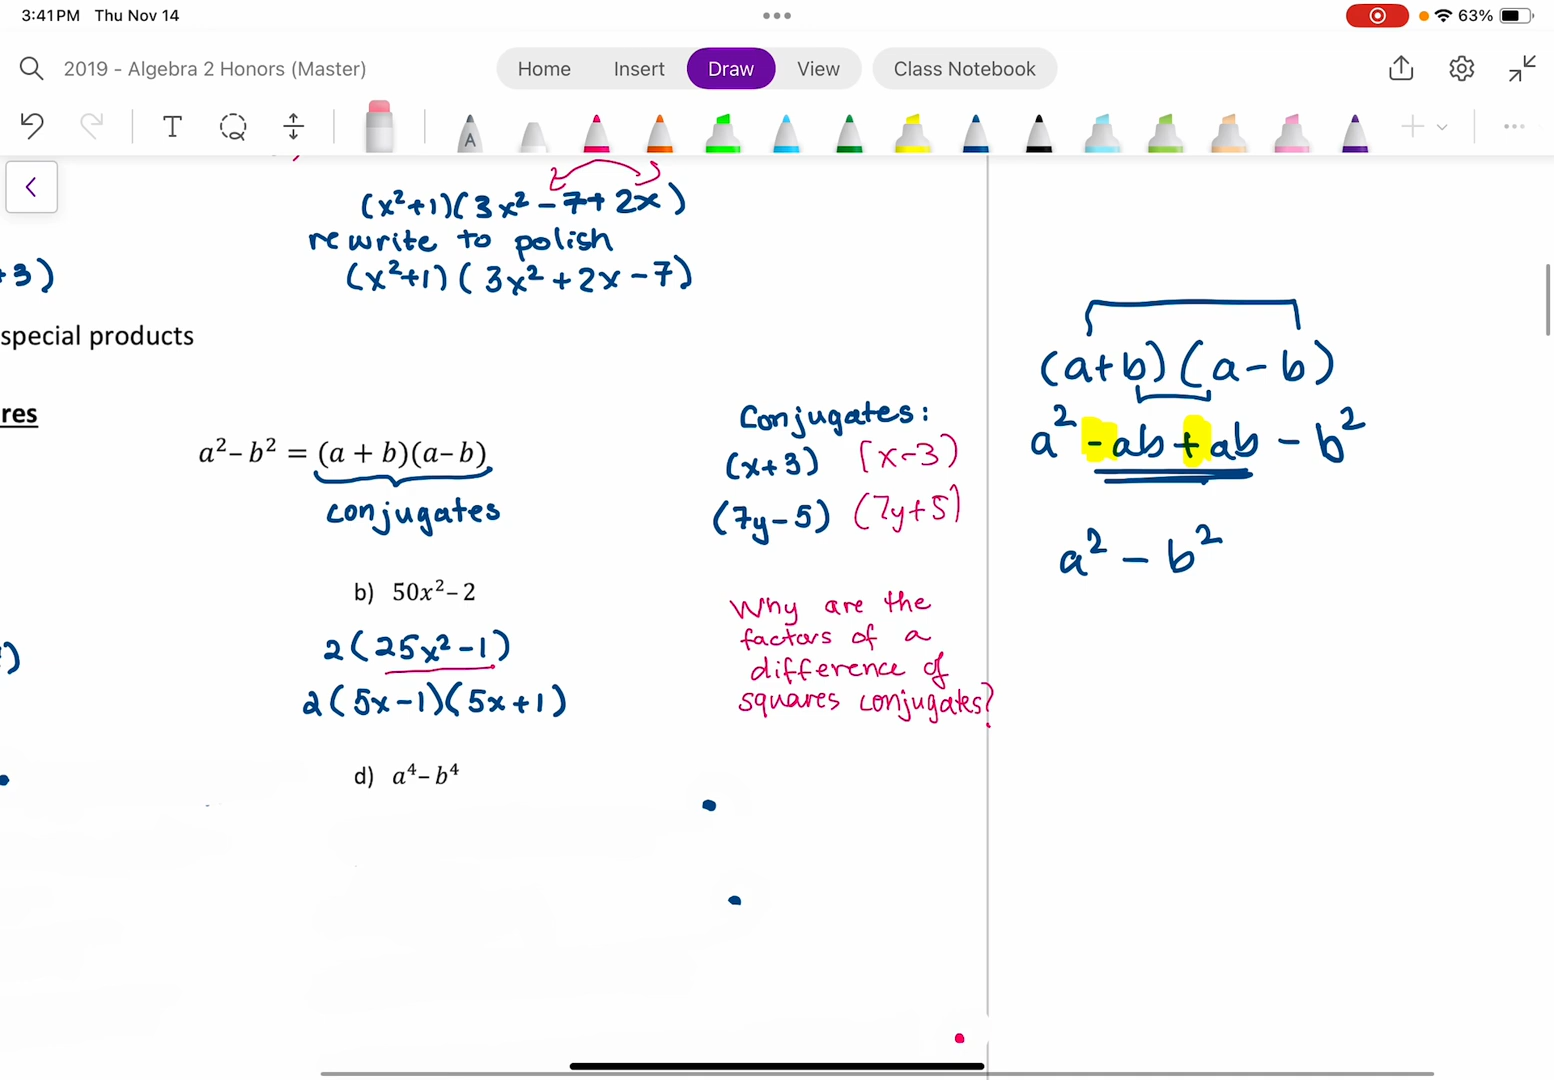 3:41 PM Thu Nov 14
63%
2019 - Algebra 2 Honors (Master)
Home Insert Draw View Class Notebook
T
A
(x²+1)(3x² - 7 + 2x)
rewrite to polish
(x²+1)(3x² + 2x - 7)
+3)
special products
res
a² – b² = (a + b)(a – b)
conjugates
Conjugates:
(x+3) (x-3)
(7y-5) (7y+5)
(a+b)(a-b)
a² - ab + ab - b²
a² - b²
b) 50x² – 2
2(25x² - 1)
2(5x-1)(5x+1)
Why are the
factors of a
difference of
squares conjugates?
)
d) a⁴ – b⁴